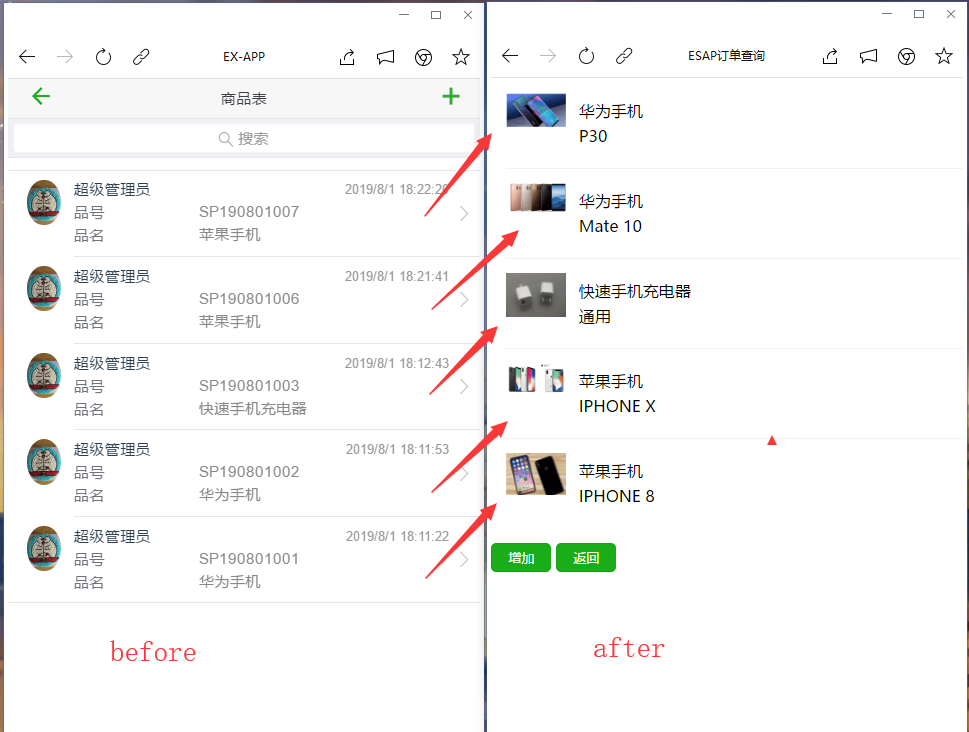 EX-APP
商品表
搜索
超级管理员 2019/8/1 18:22:20
品号 SP190801007
品名 苹果手机
超级管理员 2019/8/1 18:21:41
品号 SP190801006
品名 苹果手机
超级管理员 2019/8/1 18:12:43
品号 SP190801003
品名 快速手机充电器
超级管理员 2019/8/1 18:11:53
品号 SP190801002
品名 华为手机
超级管理员 2019/8/1 18:11:22
品号 SP190801001
品名 华为手机
before
ESAP订单查询
华为手机
P30
华为手机
Mate 10
快速手机充电器
通用
苹果手机
IPHONE X
苹果手机
IPHONE 8
增加 返回
after